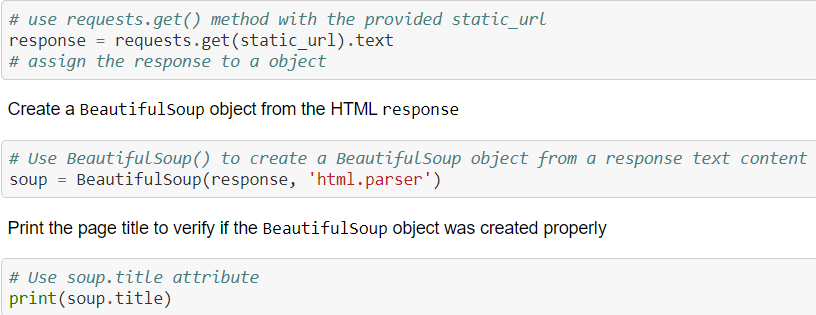 # use requests.get() method with the provided static_url
response = requests.get(static_url).text
# assign the response to a object
Create a BeautifulSoup object from the HTML response
# Use BeautifulSoup() to create a BeautifulSoup object from a response text content
soup = BeautifulSoup(response, 'html.parser')
Print the page title to verify if the BeautifulSoup object was created properly
# Use soup.title attribute
print(soup.title)